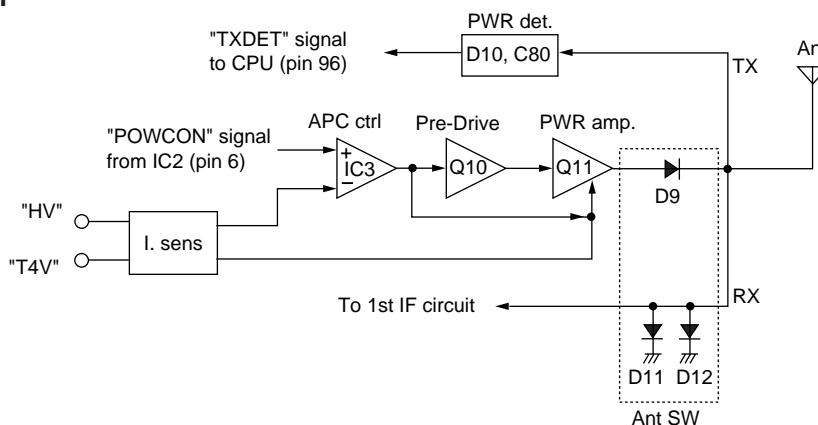 PWR det.
"TXDET" signal
to CPU (pin 96)
D10, C80
TX
An
"POWCON" signal
from IC2 (pin 6)
APC ctrl
Pre-Drive
PWR amp.
+
IC3
–
Q10
Q11
D9
"HV"
"T4V"
I. sens
To 1st IF circuit
RX
D11
D12
Ant SW